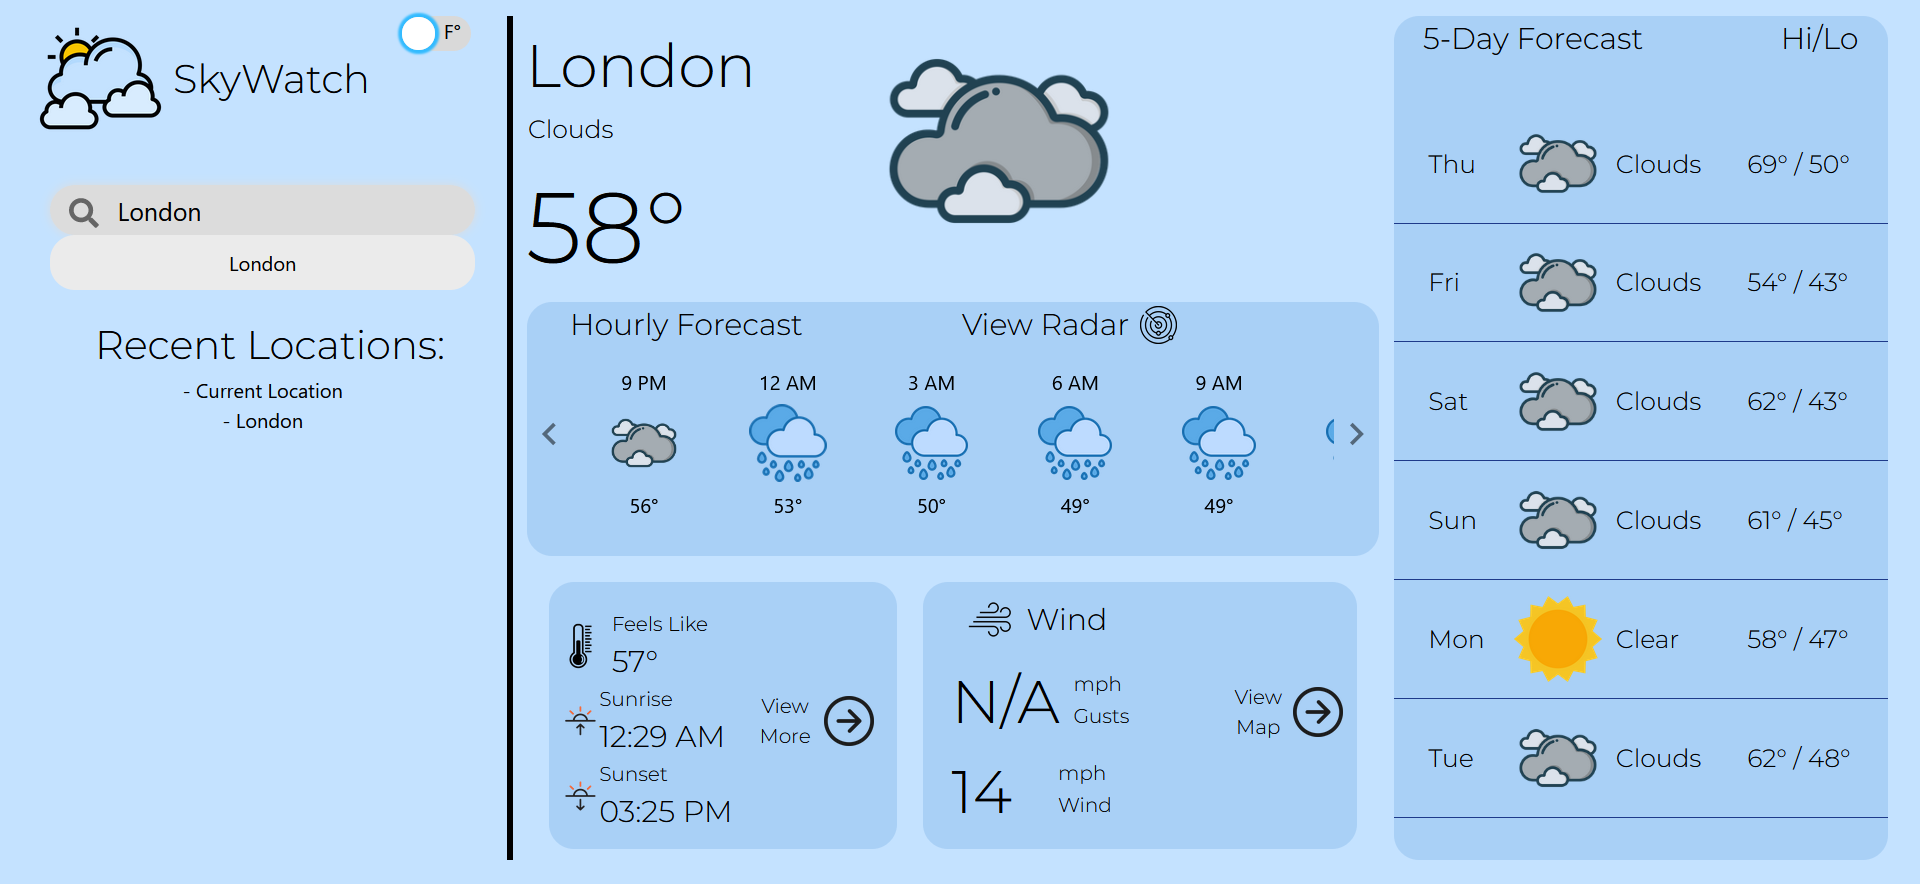 SkyWatch
F°
London
London
Recent Locations:
- Current Location
- London
London
Clouds
58°
Hourly Forecast
View Radar
9 PM 12 AM 3 AM 6 AM 9 AM
56° 53° 50° 49° 49°
Feels Like
57°
Sunrise
12:29 AM
Sunset
03:25 PM
View
More
Wind
N/A mph
Gusts
14 mph
Wind
View
Map
5-Day Forecast Hi/Lo
Thu Clouds 69° / 50°
Fri Clouds 54° / 43°
Sat Clouds 62° / 43°
Sun Clouds 61° / 45°
Mon Clear 58° / 47°
Tue Clouds 62° / 48°